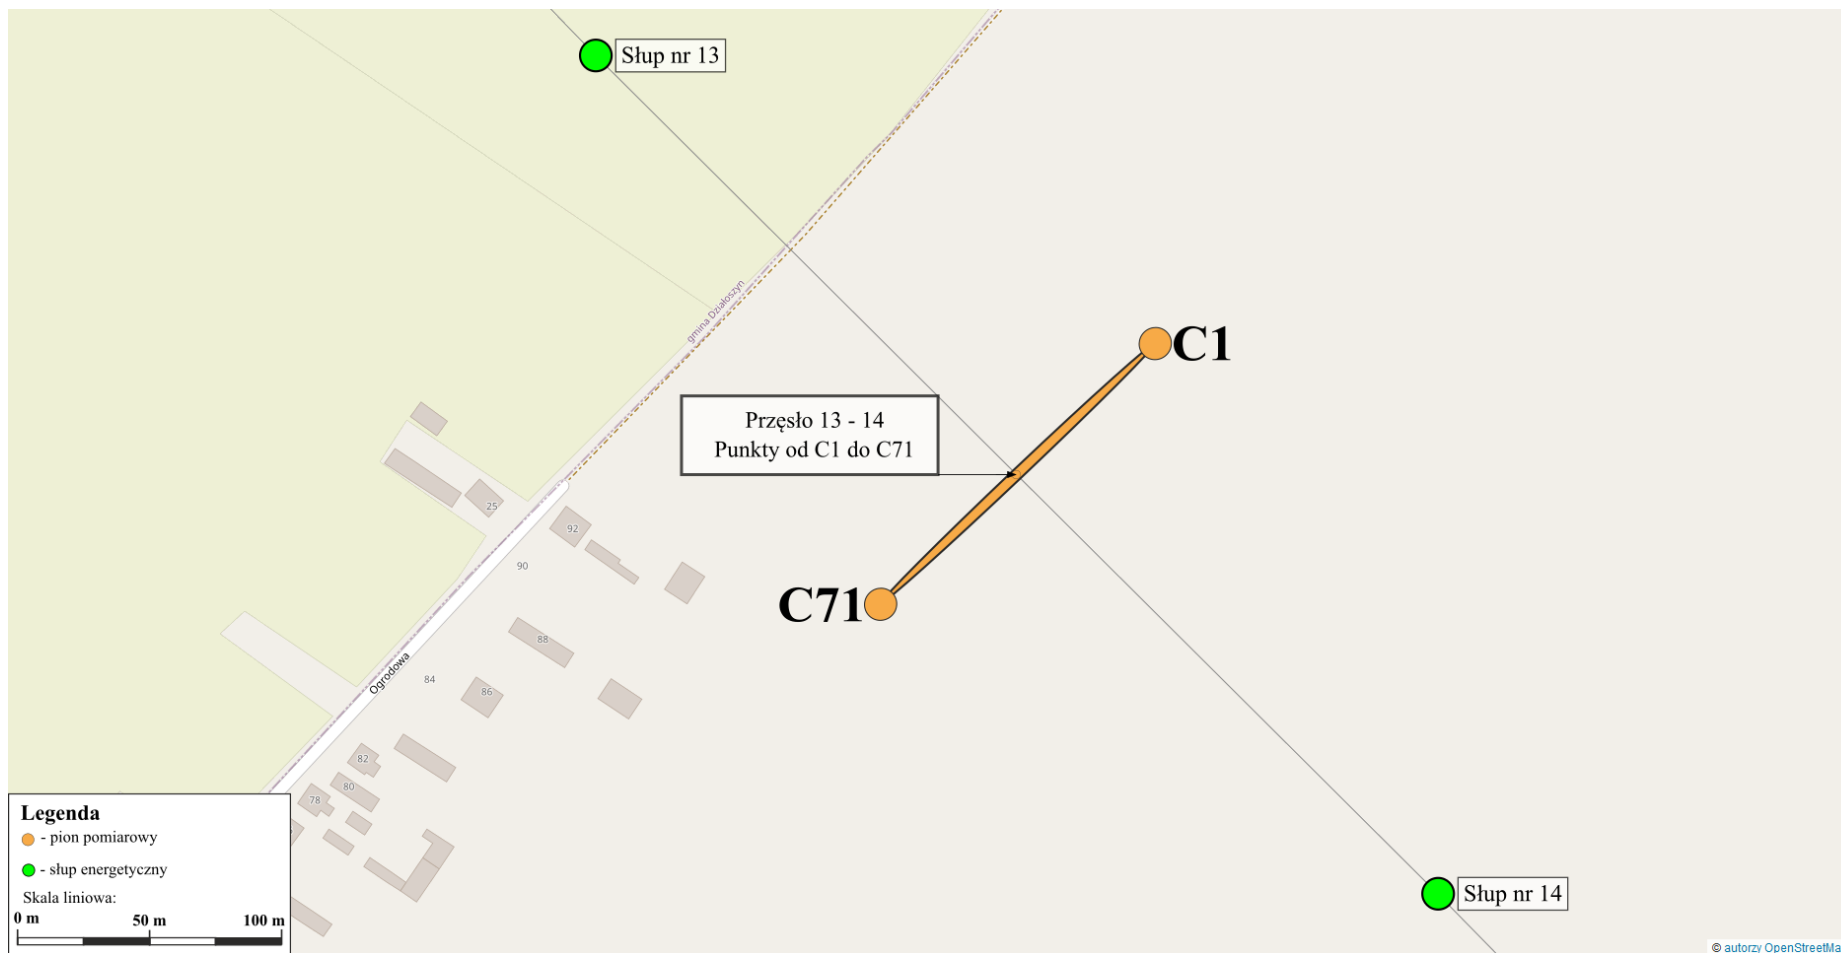 Słup nr 13
gmina Działoszyn
C1
Przęsło 13 - 14
Punkty od C1 do C71
25
92
90
C71
88
84
86
Ogrodowa
82
80
78
Legenda
- pion pomiarowy
- słup energetyczny
Skala liniowa:
0 m 50 m 100 m
Słup nr 14
© autorzy OpenStreetMa